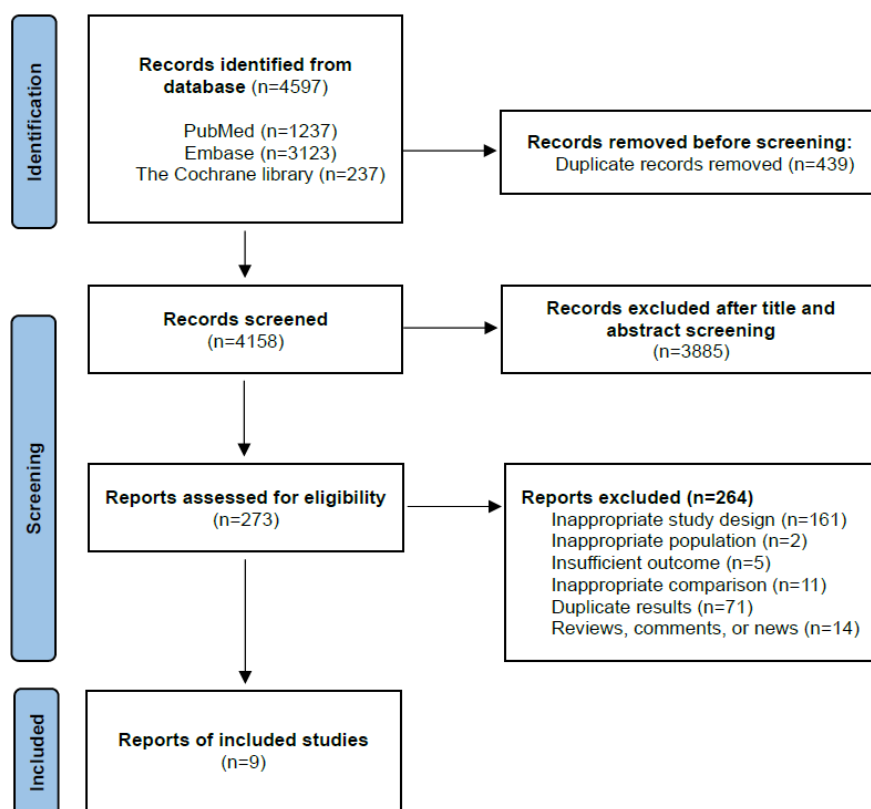 Identification
Records identified from
database (n=4597)
PubMed (n=1237)
Embase (n=3123)
The Cochrane library (n=237)
Records removed before screening:
Duplicate records removed (n=439)
Screening
Records screened
(n=4158)
Records excluded after title and
abstract screening
(n=3885)
Reports assessed for eligibility
(n=273)
Reports excluded (n=264)
Inappropriate study design (n=161)
Inappropriate population (n=2)
Insufficient outcome (n=5)
Inappropriate comparison (n=11)
Duplicate results (n=71)
Reviews, comments, or news (n=14)
Included
Reports of included studies
(n=9)